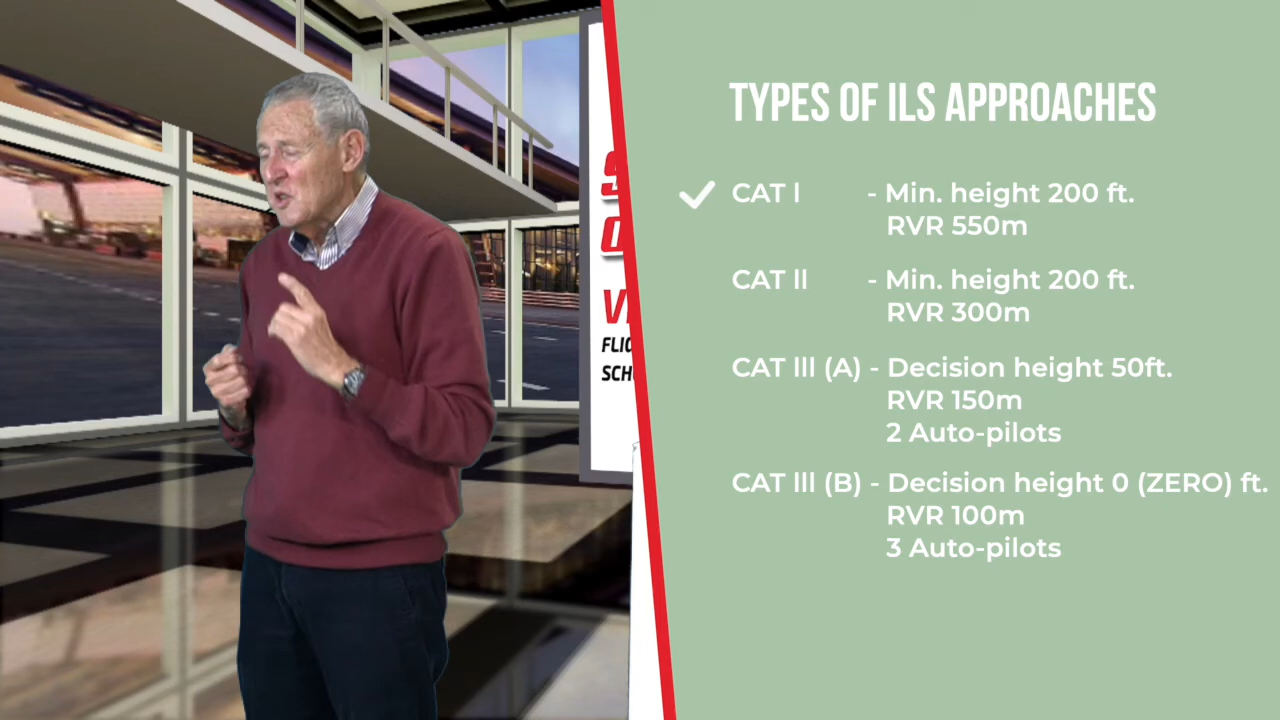 TYPES OF ILS APPROACHES
CAT I - Min. height 200 ft.
RVR 550m
CAT II - Min. height 200 ft.
RVR 300m
CAT III (A) - Decision height 50ft.
RVR 150m
2 Auto-pilots
CAT III (B) - Decision height 0 (ZERO) ft.
RVR 100m
3 Auto-pilots